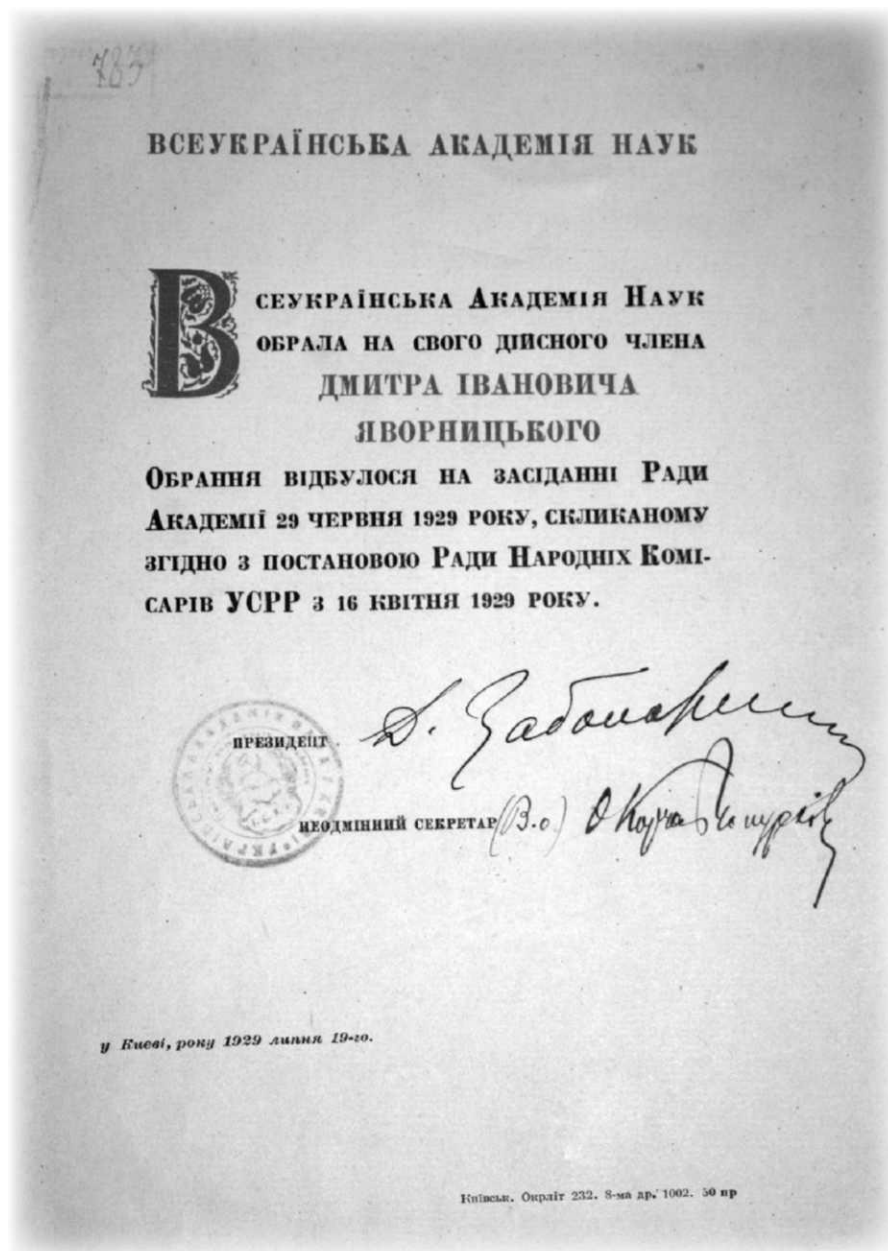 ВСЕУКРАЇНСЬКА АКАДЕМІЯ НАУК
ВСЕУКРАЇНСЬКА АКАДЕМІЯ НАУК
ОБРАЛА НА СВОГО ДІЙСНОГО ЧЛЕНА
ДМИТРА ІВАНОВИЧА
ЯВОРНИЦЬКОГО
ОБРАННЯ ВІДБУЛОСЯ НА ЗАСІДАННІ РАДИ
АКАДЕМІЇ 29 ЧЕРВНЯ 1929 РОКУ, СКЛИКАНОМУ
ЗГІДНО З ПОСТАНОВОЮ РАДИ НАРОДНІХ КОМІ-
САРІВ УСРР З 16 КВІТНЯ 1929 РОКУ.
ПРЕЗИДЕНТ Д.
НЕОДМІННИЙ СЕКРЕТАР (В.о)
у Києві, року 1929 липня 19-го.
Київськ. Окрліт 232. 8-ма др. 1002. 50 пр